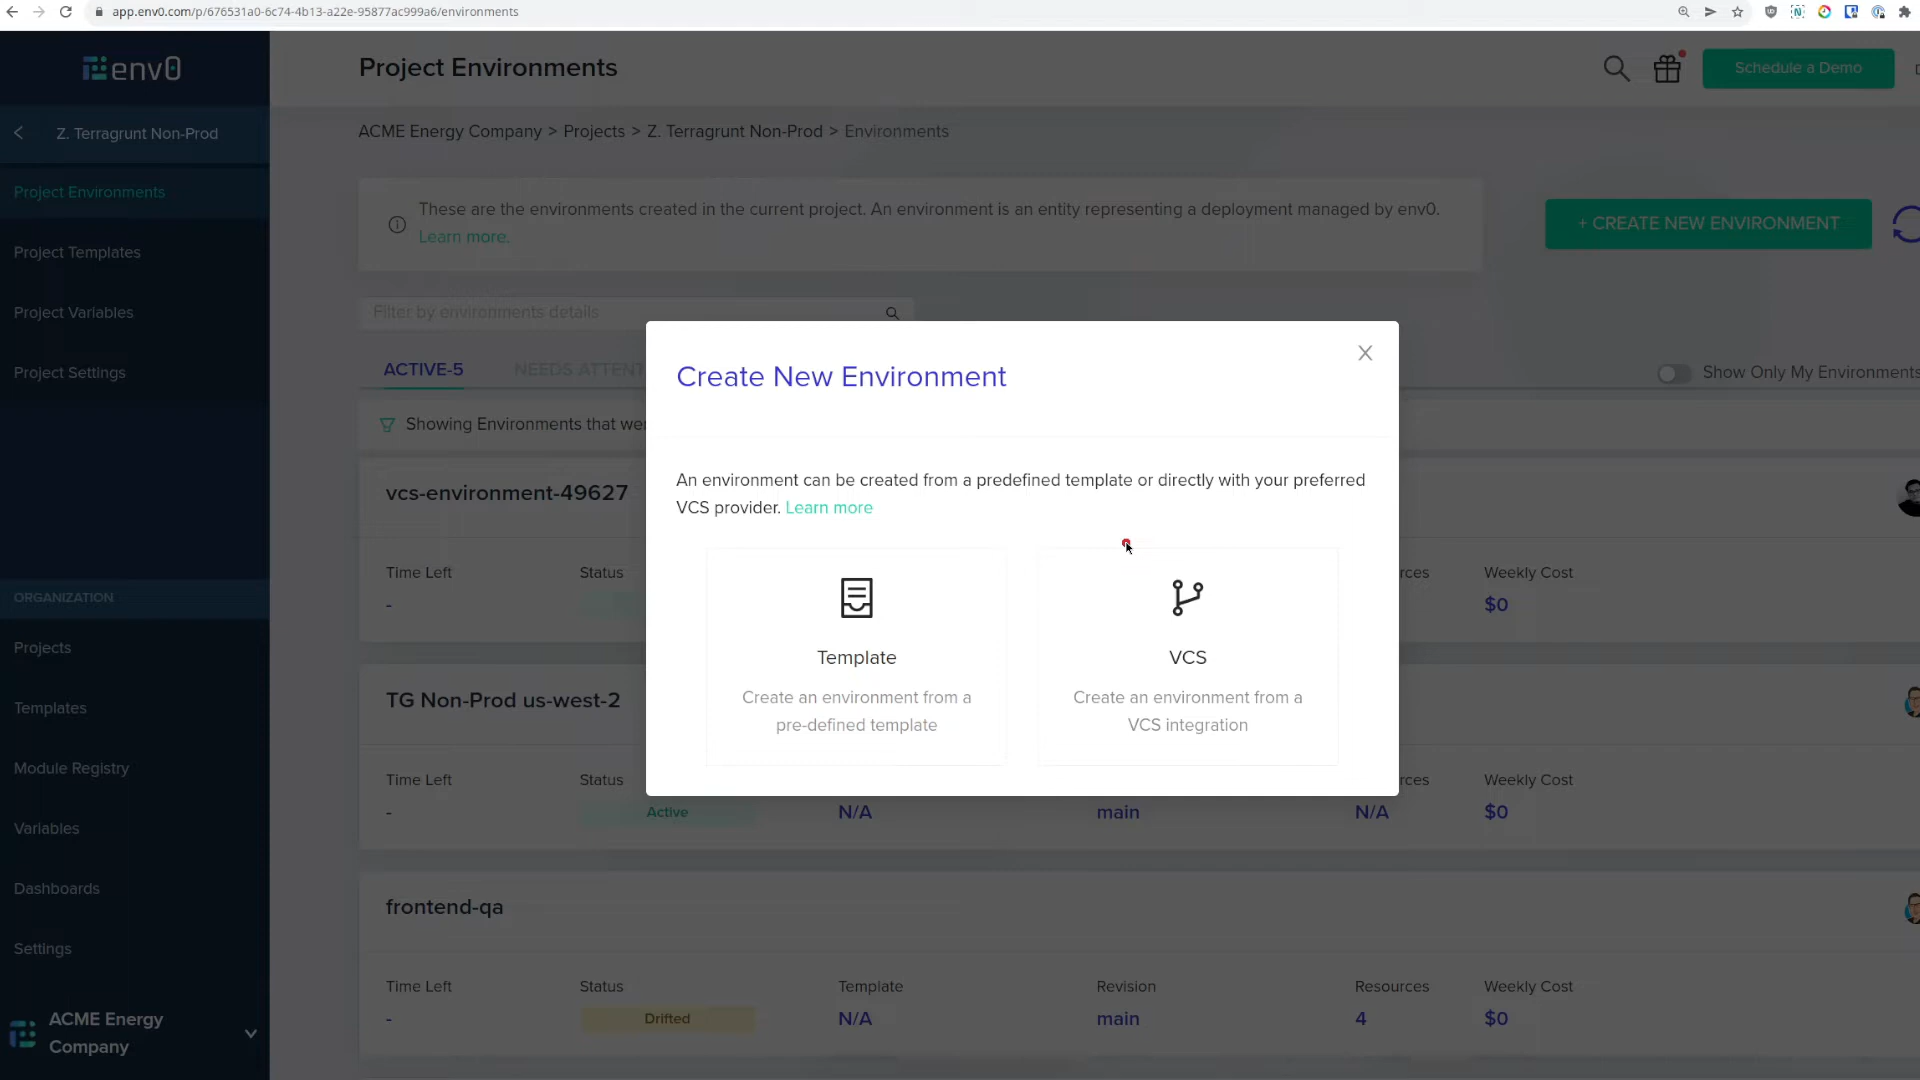 app.env0.com/p/676531a0-6c74-4b13-a22e-95877ac999a6/environments
env0
Project Environments
Schedule a Demo
Z. Terragrunt Non-Prod
ACME Energy Company > Projects > Z. Terragrunt Non-Prod > Environments
Project Environments
Project Templates
Project Variables
Project Settings
These are the environments created in the current project. An environment is an entity representing a deployment managed by env0.
Learn more.
+ CREATE NEW ENVIRONMENT
Filter by environments details
ACTIVE-5
NEEDS ATTENT
Show Only My Environments
Showing Environments that we
Create New Environment
An environment can be created from a predefined template or directly with your preferred
VCS provider. Learn more
Template
Create an environment from a
pre-defined template
VCS
Create an environment from a
VCS integration
vcs-environment-49627
Time Left
Status
rces
Weekly Cost
-
$0
TG Non-Prod us-west-2
Time Left
Status
rces
Weekly Cost
-
Active
N/A
main
N/A
$0
frontend-qa
Time Left
Status
Template
Revision
Resources
Weekly Cost
-
Drifted
N/A
main
4
$0
ORGANIZATION
Projects
Templates
Module Registry
Variables
Dashboards
Settings
ACME Energy
Company